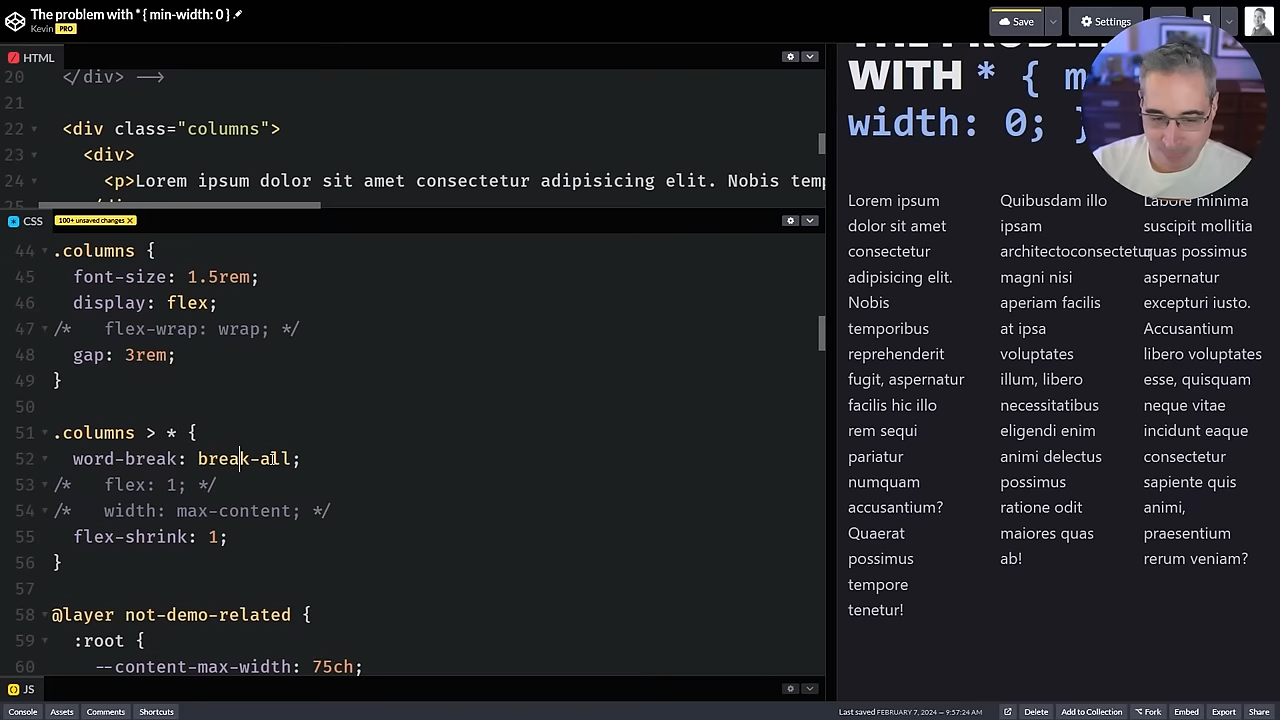 The problem with * { min-width: 0 }
Kevin PRO
Save
Settings
HTML
20 </div> -->
21
22 <div class="columns">
23 <div>
24 <p>Lorem ipsum dolor sit amet consectetur adipisicing elit. Nobis temp
CSS 100+ unsaved changes X
44 .columns {
45 font-size: 1.5rem;
46 display: flex;
47 /* flex-wrap: wrap; */
48 gap: 3rem;
49 }
50
51 .columns > * {
52 word-break: break-all;
53 /* flex: 1; */
54 /* width: max-content; */
55 flex-shrink: 1;
56 }
57
58 @layer not-demo-related {
59 :root {
60 --content-max-width: 75ch;
JS
WITH * { m
width: 0; }
Lorem ipsum
dolor sit amet
consectetur
adipisicing elit.
Nobis
temporibus
reprehenderit
fugit, aspernatur
facilis hic illo
rem sequi
pariatur
numquam
accusantium?
Quaerat
possimus
tempore
tenetur!
Quibusdam illo
ipsam
architectoconsectetur
magni nisi
aperiam facilis
at ipsa
voluptates
illum, libero
necessitatibus
eligendi enim
animi delectus
possimus
ratione odit
maiores quas
ab!
Labore minima
suscipit mollitia
quas possimus
aspernatur
excepturi iusto.
Accusantium
libero voluptates
esse, quisquam
neque vitae
incidunt eaque
consectetur
sapiente quis
animi,
praesentium
rerum veniam?
Console Assets Comments Shortcuts
Last saved FEBRUARY 7, 2024 — 9:57:24 AM
Delete Add to Collection Fork Embed Export Share